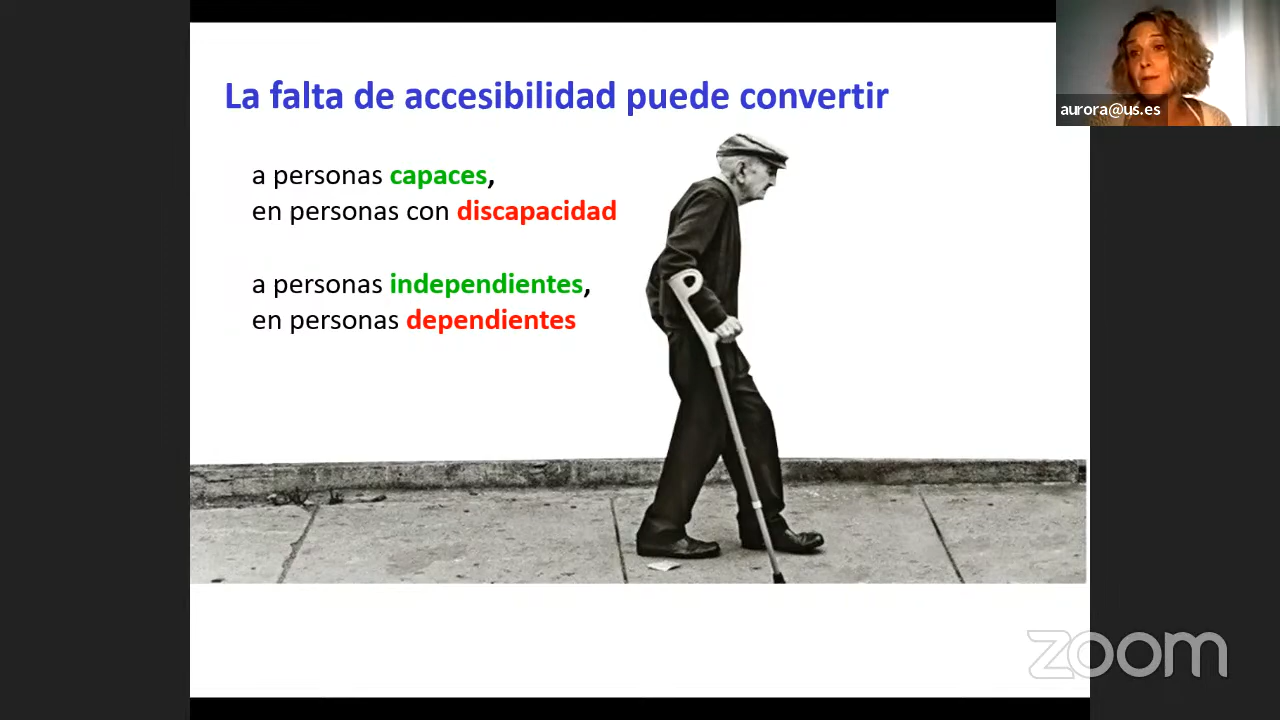 La falta de accesibilidad puede convertir
aurora@us.es
a personas capaces,
en personas con discapacidad
a personas independientes,
en personas dependientes
zoom